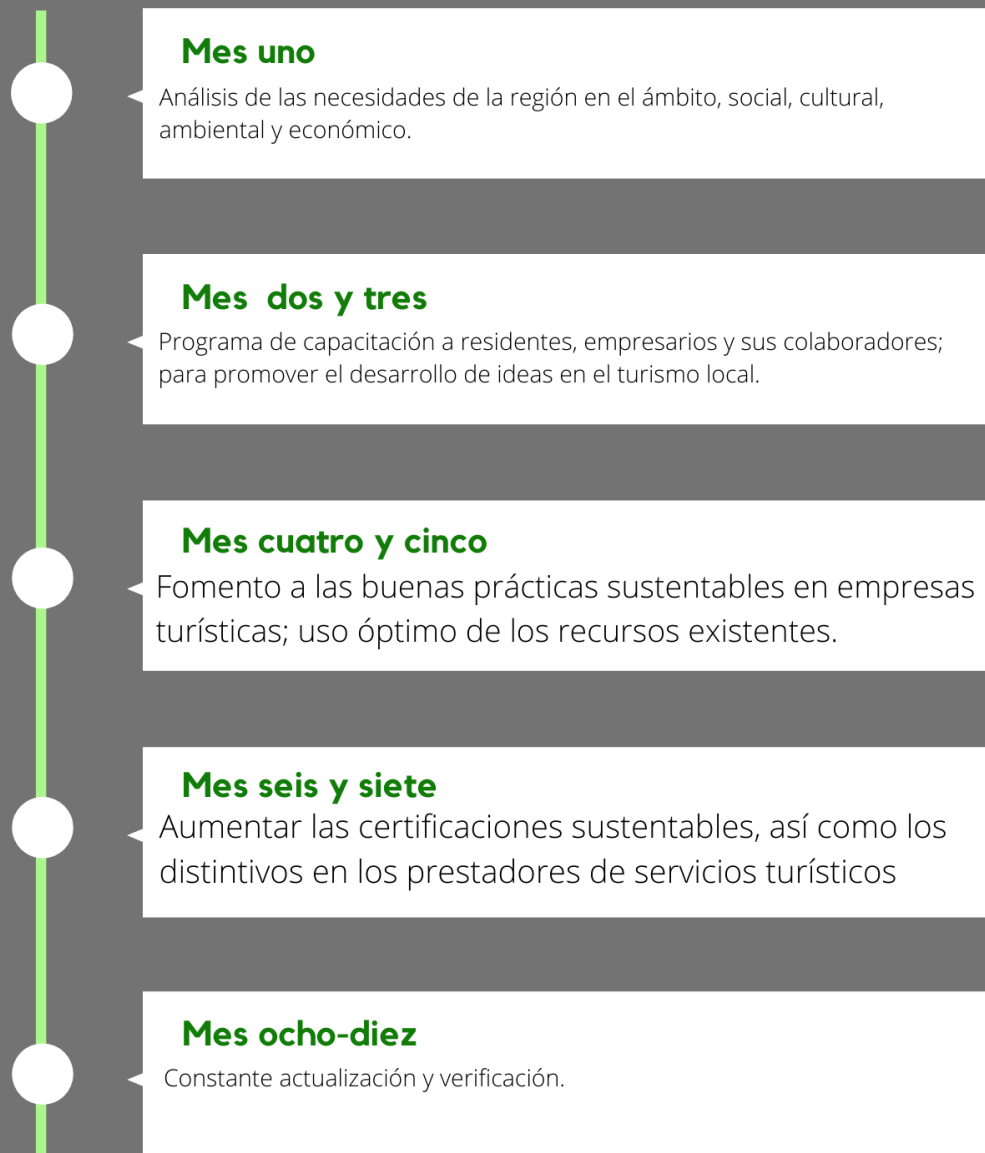 Mes uno
Análisis de las necesidades de la región en el ámbito, social, cultural,
ambiental y económico.
Mes dos y tres
Programa de capacitación a residentes, empresarios y sus colaboradores;
para promover el desarrollo de ideas en el turismo local.
Mes cuatro y cinco
Fomento a las buenas prácticas sustentables en empresas
turísticas; uso óptimo de los recursos existentes.
Mes seis y siete
Aumentar las certificaciones sustentables, así como los
distintivos en los prestadores de servicios turísticos
Mes ocho-diez
Constante actualización y verificación.